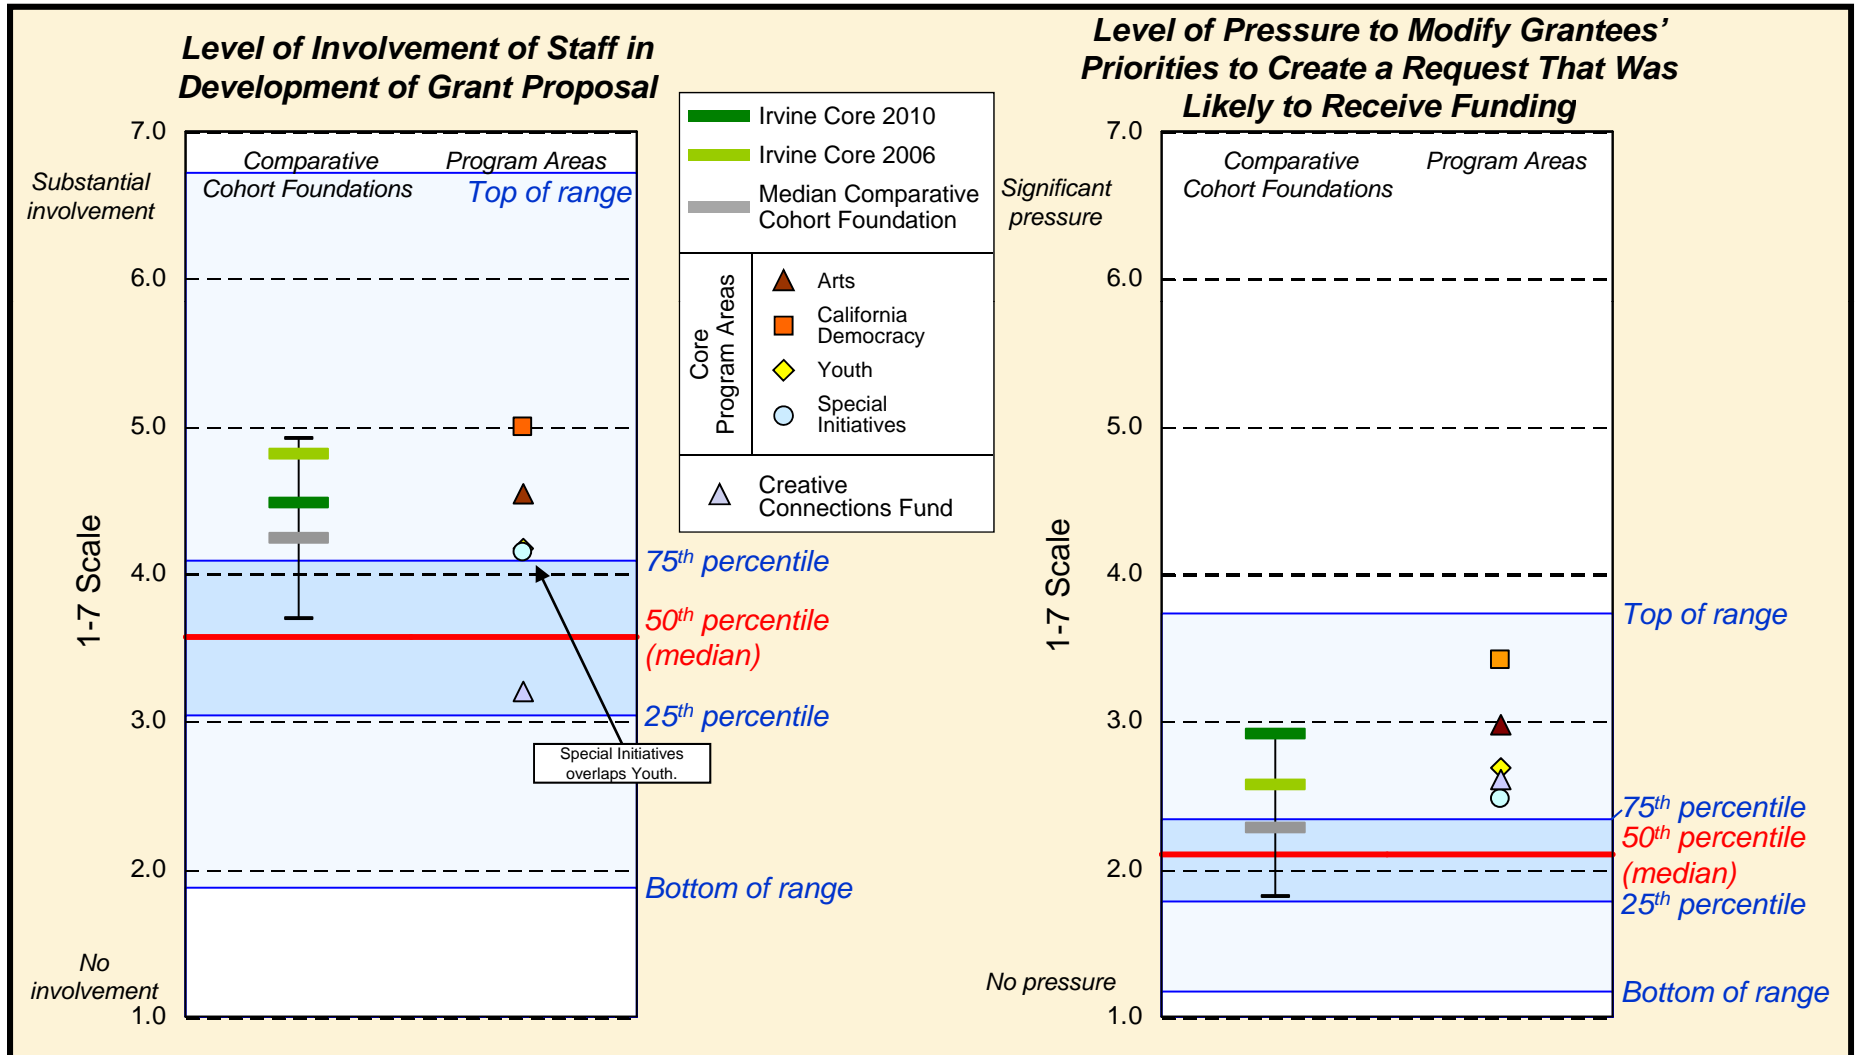 Level of Involvement of Staff in
Development of Grant Proposal
7.0
6.0
5.0
4.0
3.0
2.0
1.0
1-7 Scale
Substantial
involvement
No
involvement
Comparative
Cohort Foundations
Program Areas
Top of range
75th percentile
50th percentile
(median)
25th percentile
Bottom of range
Special Initiatives
overlaps Youth.
Irvine Core 2010
Irvine Core 2006
Median Comparative
Cohort Foundation
Core
Program Areas
Arts
California
Democracy
Youth
Special
Initiatives
Creative
Connections Fund
Level of Pressure to Modify Grantees’
Priorities to Create a Request That Was
Likely to Receive Funding
7.0
6.0
5.0
4.0
3.0
2.0
1.0
1-7 Scale
Significant
pressure
No pressure
Comparative
Cohort Foundations
Program Areas
Top of range
75th percentile
50th percentile
(median)
25th percentile
Bottom of range